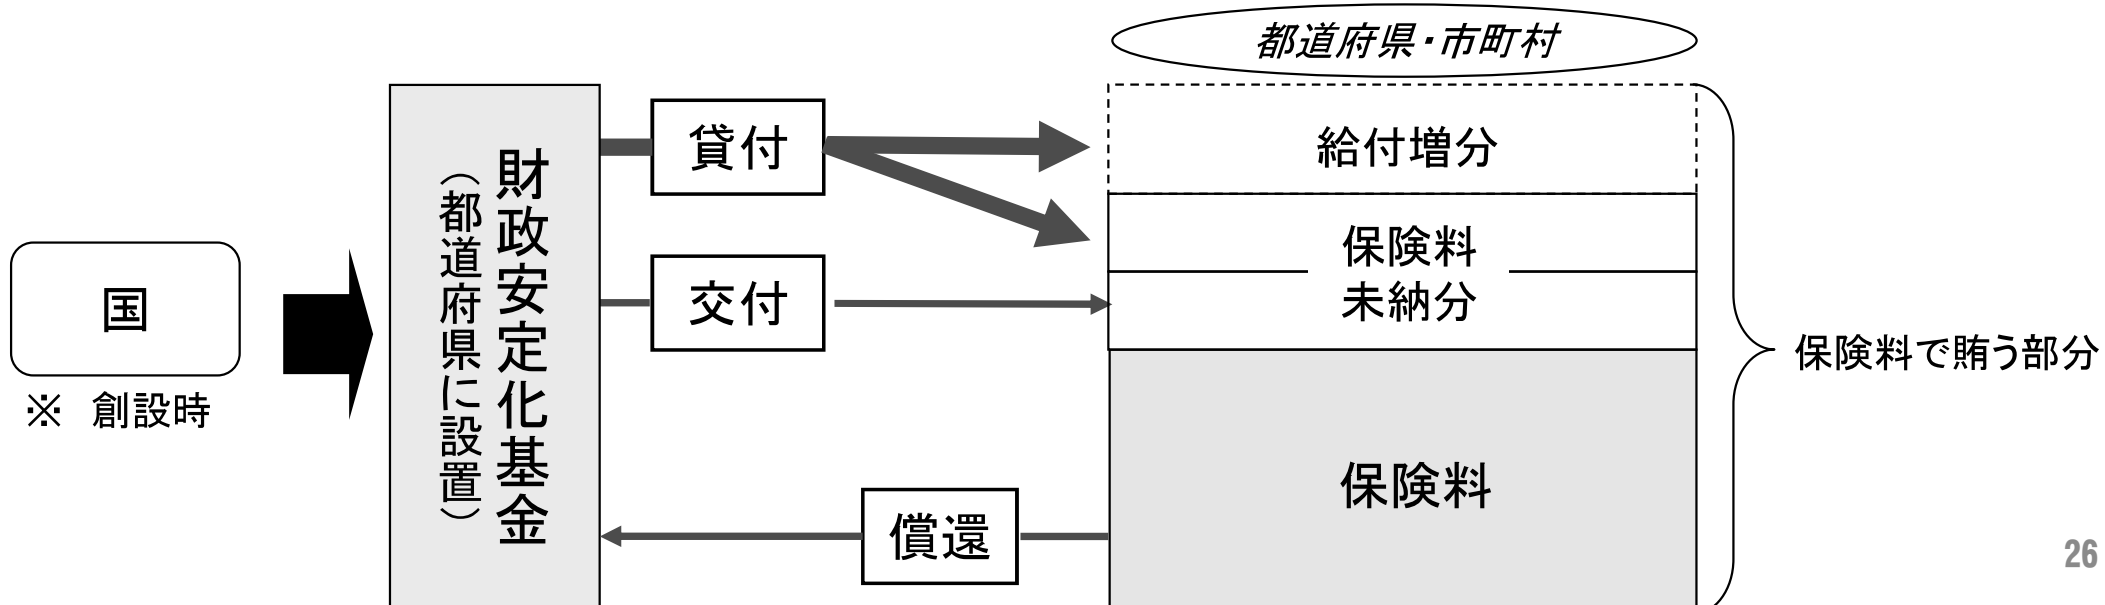 都道府県・市町村
国
※ 創設時
財政安定化基金
（都道府県に設置）
貸付
交付
償還
給付増分
保険料
未納分
保険料
保険料で賄う部分
26